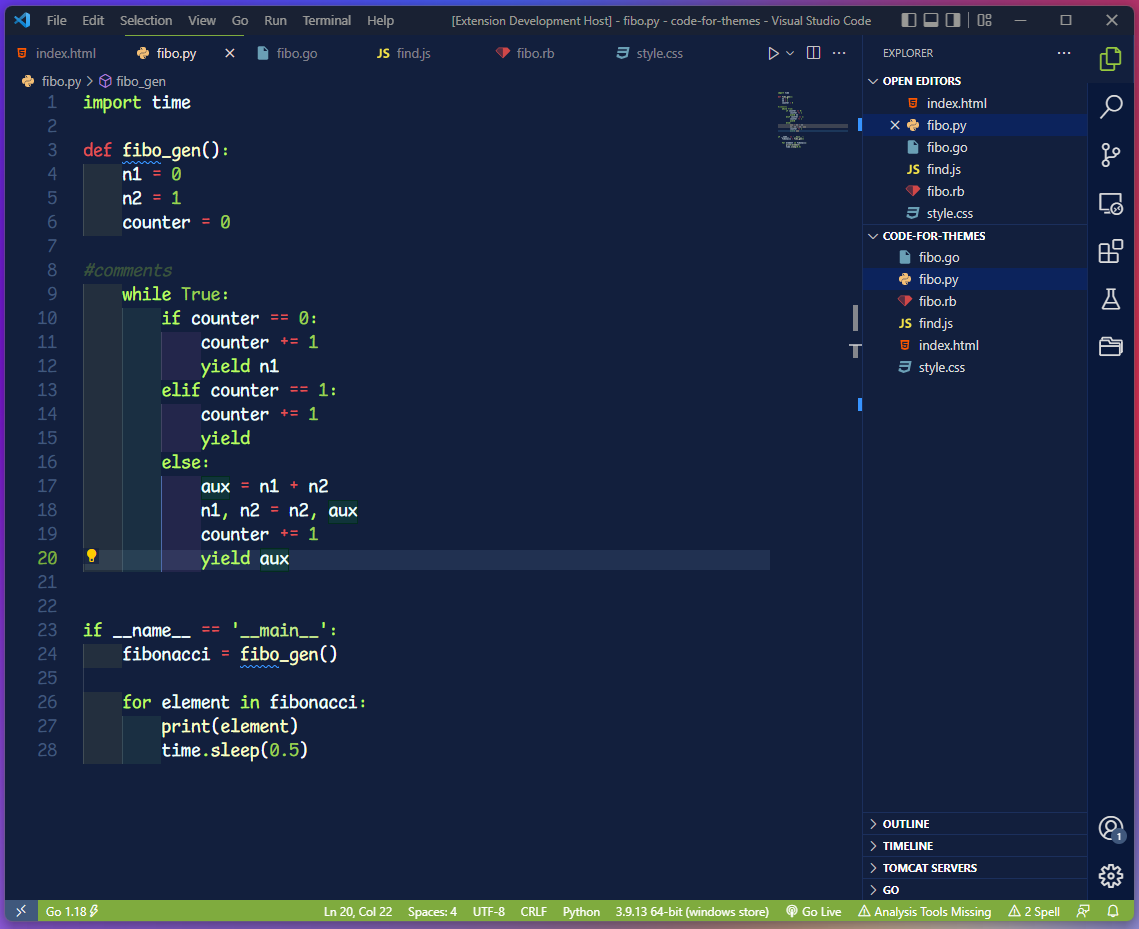 File Edit Selection View Go Run Terminal Help [Extension Development Host] - fibo.py - code-for-themes - Visual Studio Code
index.html fibo.py fibo.go JS find.js fibo.rb style.css
fibo.py > fibo_gen
1 import time
2
3 def fibo_gen():
4 n1 = 0
5 n2 = 1
6 counter = 0
7
8 #comments
9 while True:
10 if counter == 0:
11 counter += 1
12 yield n1
13 elif counter == 1:
14 counter += 1
15 yield
16 else:
17 aux = n1 + n2
18 n1, n2 = n2, aux
19 counter += 1
20 yield aux
21
22
23 if __name__ == '__main__':
24 fibonacci = fibo_gen()
25
26 for element in fibonacci:
27 print(element)
28 time.sleep(0.5)
EXPLORER
OPEN EDITORS
index.html
fibo.py
fibo.go
JS find.js
fibo.rb
style.css
CODE-FOR-THEMES
fibo.go
fibo.py
fibo.rb
JS find.js
index.html
style.css
OUTLINE
TIMELINE
TOMCAT SERVERS
GO
1
Go 1.18 Ln 20, Col 22 Spaces: 4 UTF-8 CRLF Python 3.9.13 64-bit (windows store) Go Live Analysis Tools Missing 2 Spell